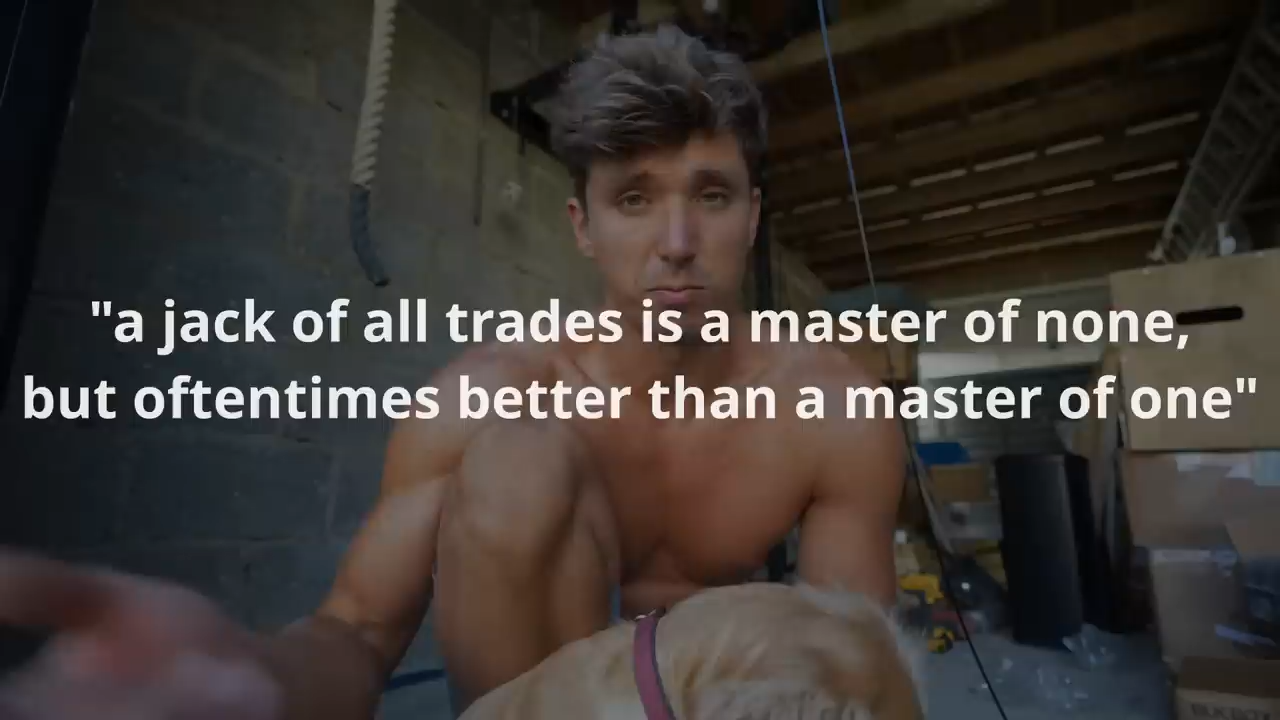 "a jack of all trades is a master of none,
but oftentimes better than a master of one"